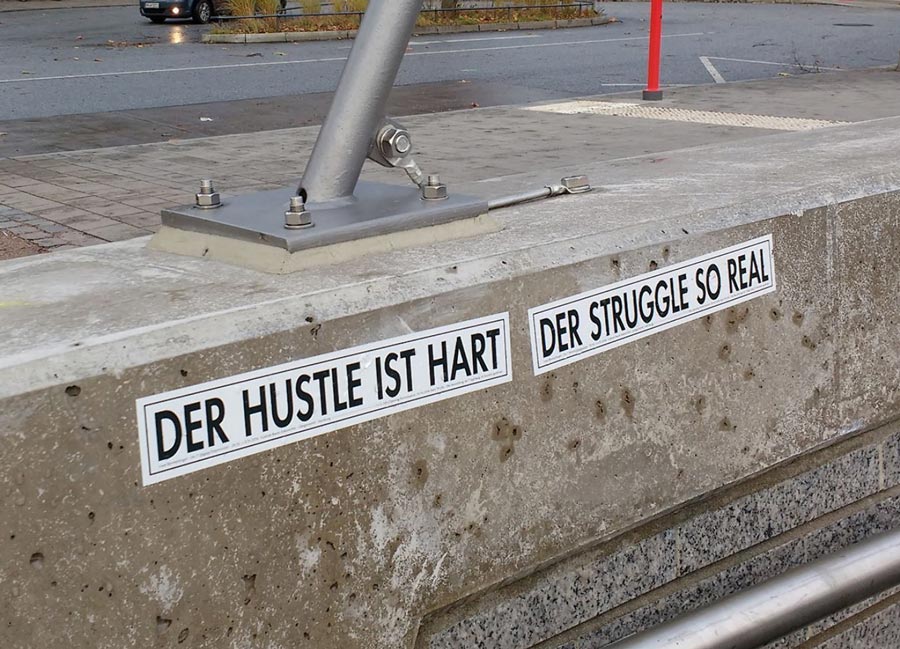 DER HUSTLE IST HART
DER STRUGGLE SO REAL